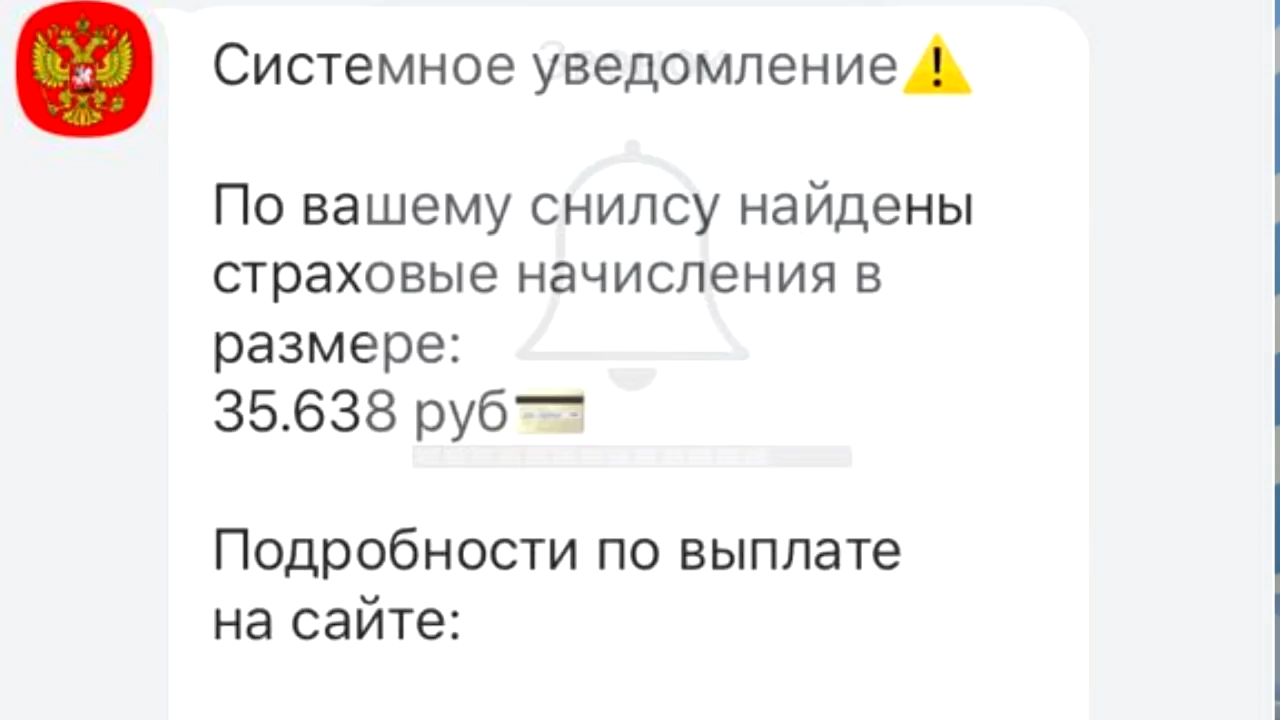 Системное уведомление⚠️
По вашему снилсу найдены
страховые начисления в
размере:
35.638 руб💳
Подробности по выплате
на сайте: